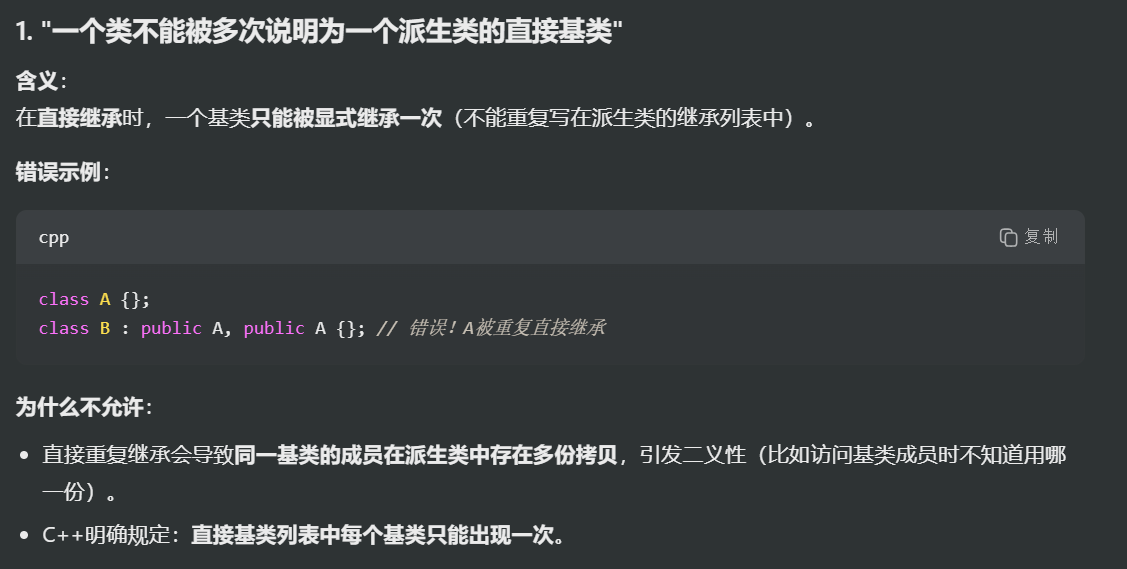 1. "一个类不能被多次说明为一个派生类的直接基类"
含义：
在直接继承时，一个基类只能被显式继承一次（不能重复写在派生类的继承列表中）。
错误示例：
cpp
复制
class A {};
class B : public A, public A {}; // 错误！A被重复直接继承
为什么不允许：
• 直接重复继承会导致同一基类的成员在派生类中存在多份拷贝，引发二义性（比如访问基类成员时不知道用哪
一份）。
• C++明确规定：直接基类列表中每个基类只能出现一次。